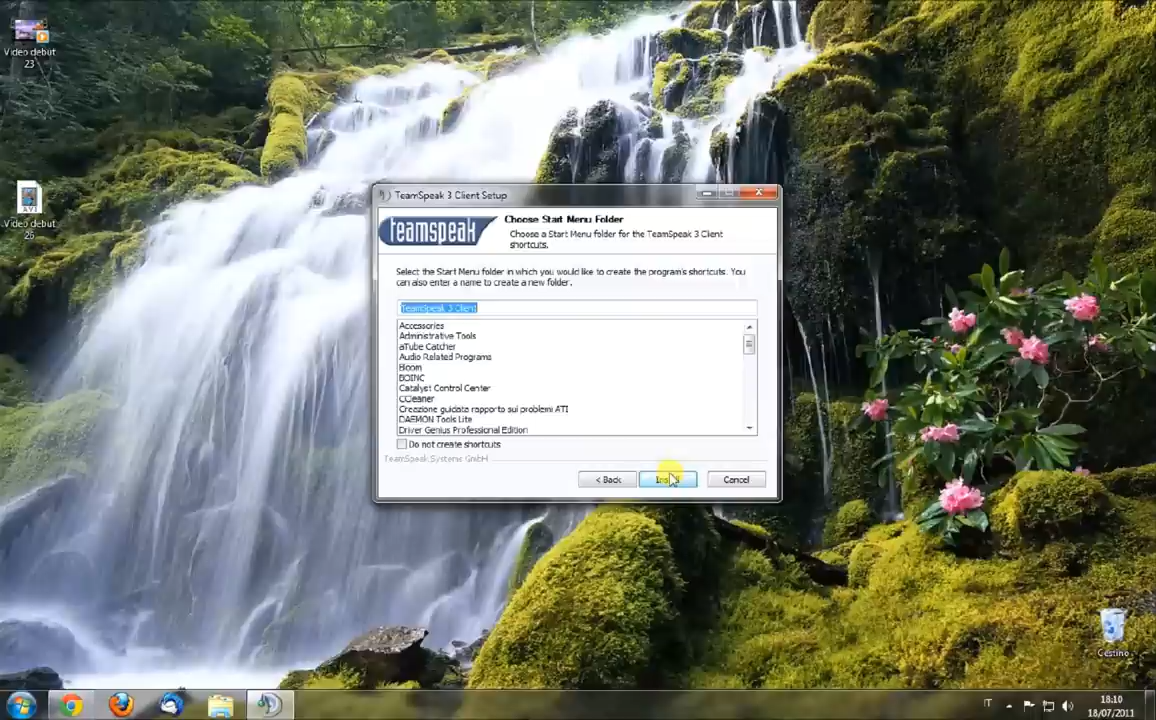 Video debut
23
Video debut
26
TeamSpeak 3 Client Setup
teamspeak
Choose Start Menu Folder
Choose a Start Menu folder for the TeamSpeak 3 Client
shortcuts.
Select the Start Menu folder in which you would like to create the program's shortcuts. You
can also enter a name to create a new folder.
TeamSpeak 3 Client
Accessories
Administrative Tools
aTube Catcher
Audio Related Programs
Boom
BOINC
Catalyst Control Center
CCleaner
Creazione guidata rapporto sui problemi ATI
DAEMON Tools Lite
Driver Genius Professional Edition
Do not create shortcuts
TeamSpeak Systems GmbH
< Back
Install
Cancel
Cestino
IT
18:10
18/07/2011